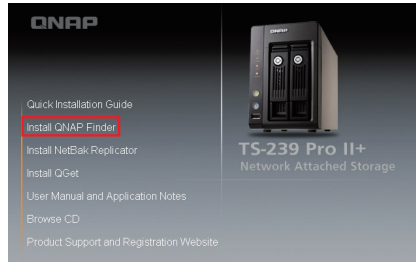 QNAP
Quick Installation Guide
Install QNAP Finder
Install NetBak Replicator
Install QGet
User Manual and Application Notes
Browse CD
Product Support and Registration Website
QNAP
TS-239 Pro II+
Network Attached Storage